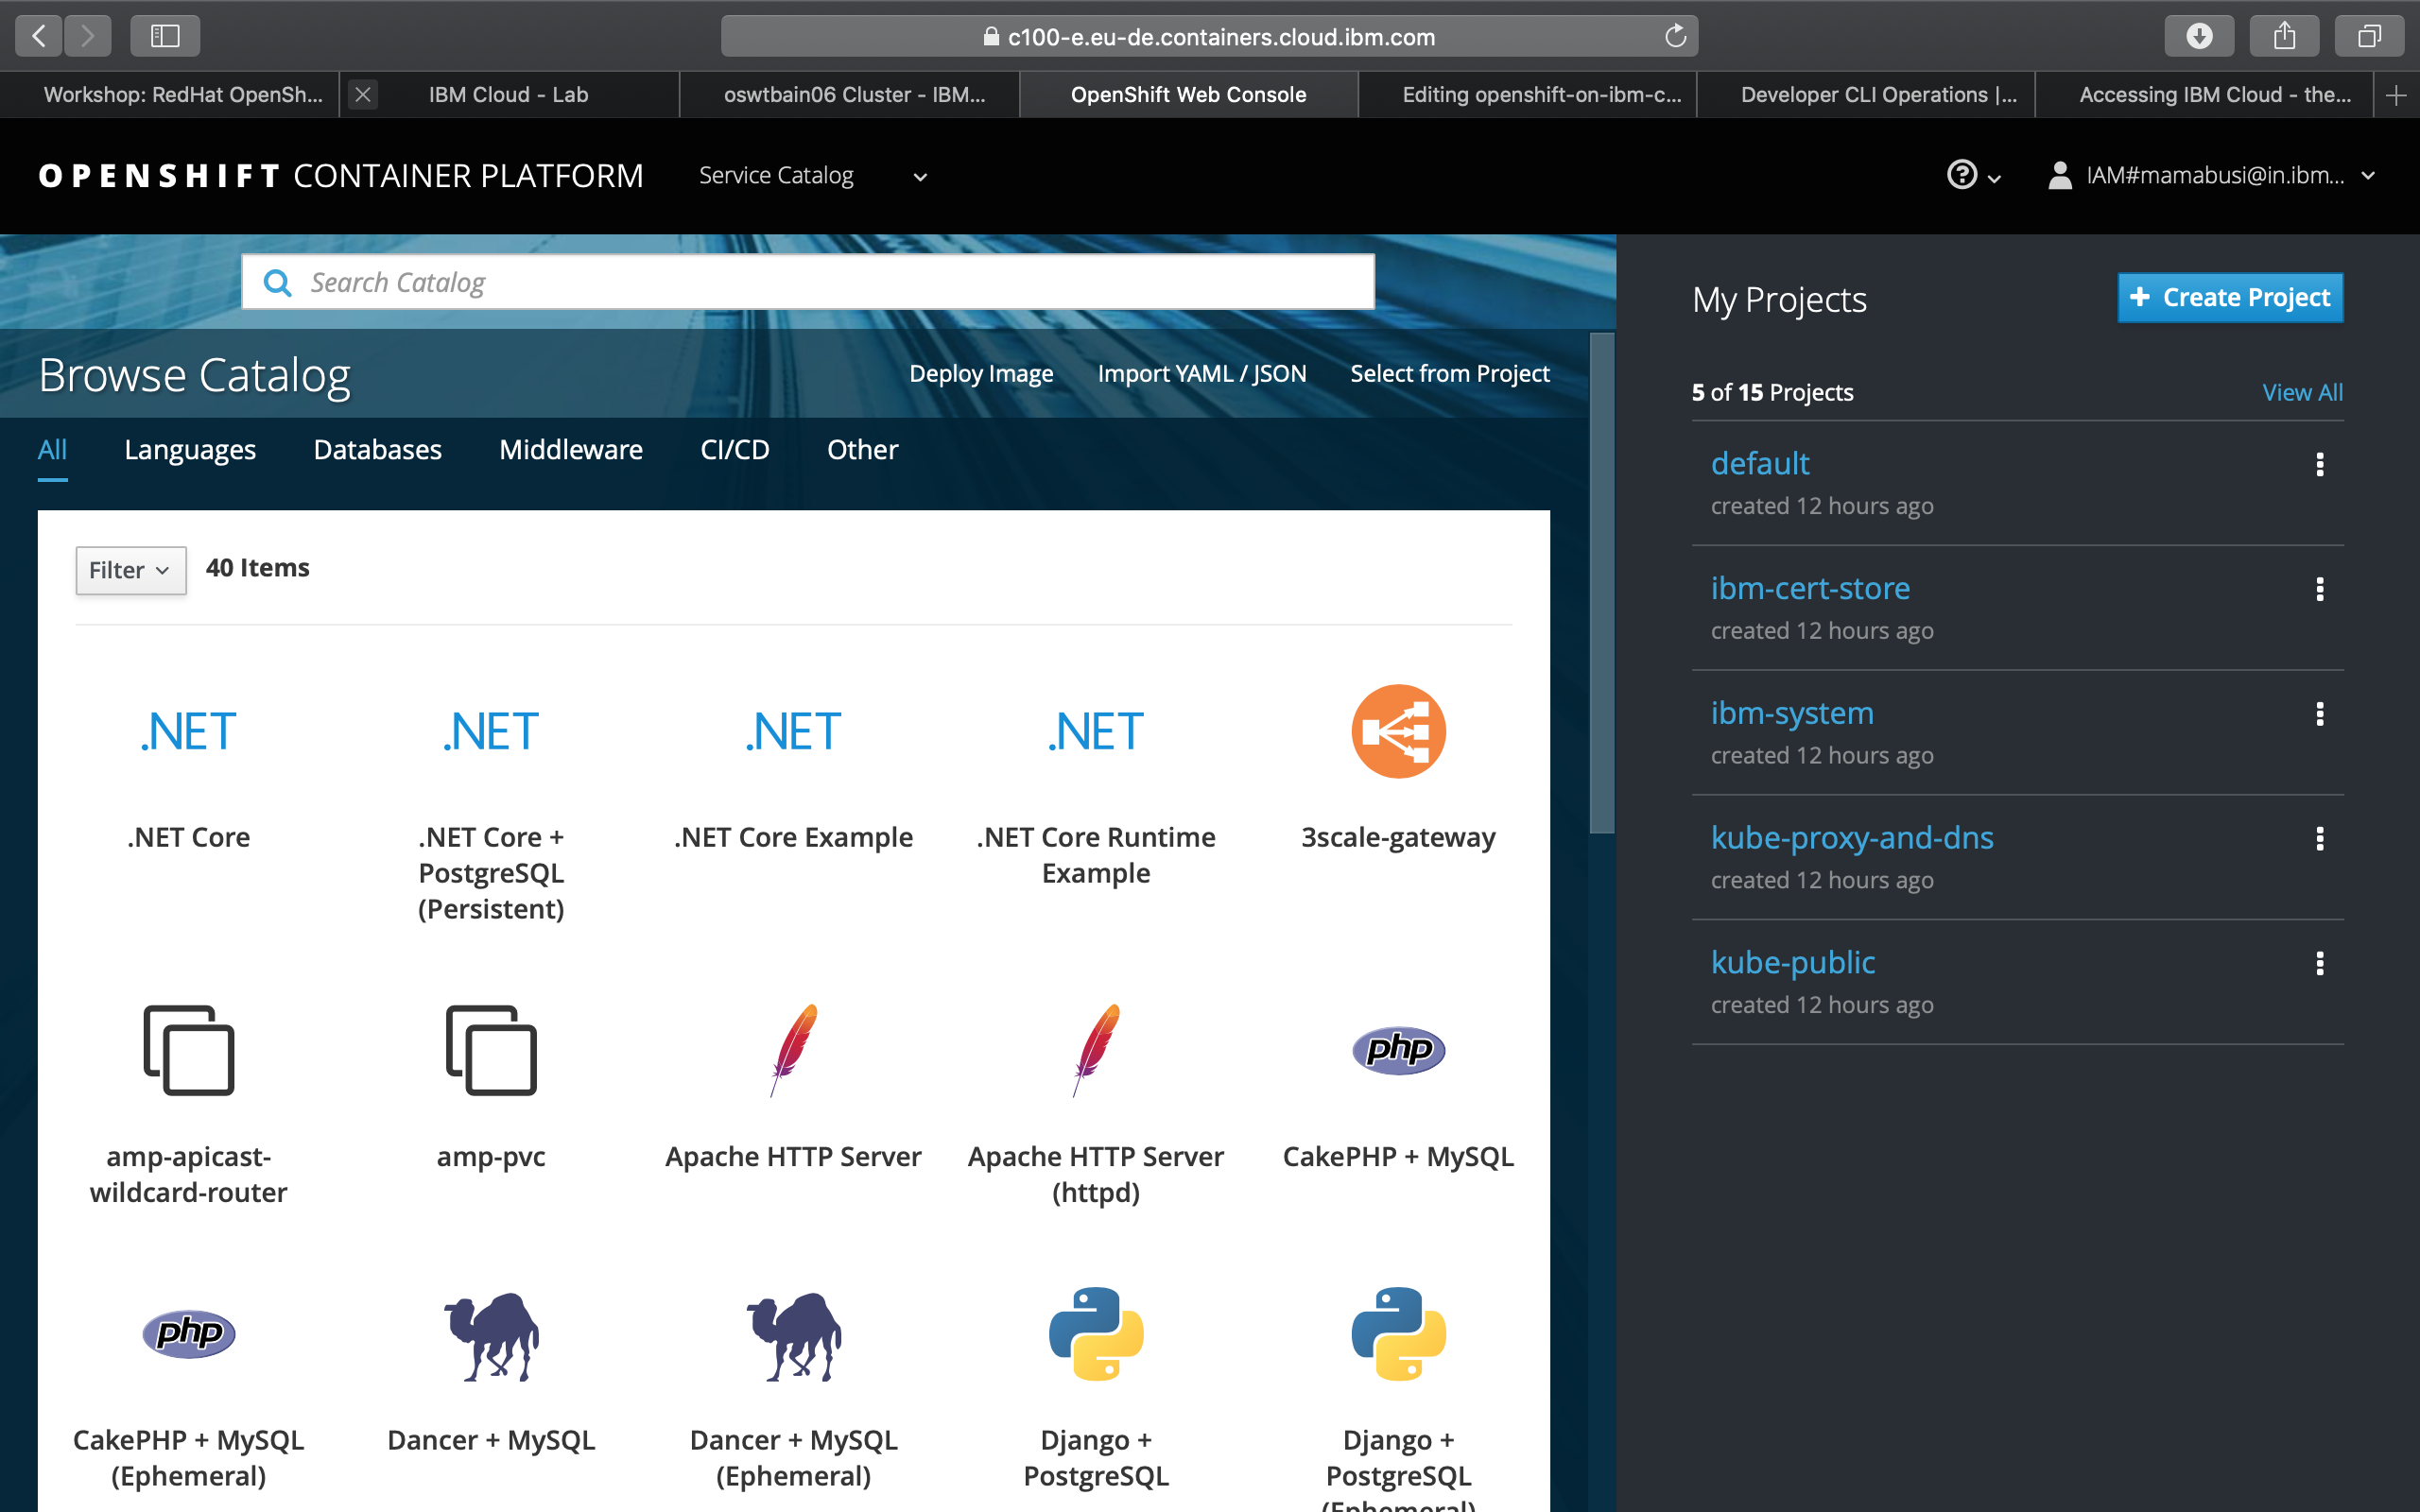 c100-e.eu-de.containers.cloud.ibm.com
Workshop: RedHat OpenSh...
IBM Cloud - Lab
oswtbain06 Cluster - IBM...
OpenShift Web Console
Editing openshift-on-ibm-c...
Developer CLI Operations |...
Accessing IBM Cloud - the...
OPENSHIFT CONTAINER PLATFORM
Service Catalog
IAM#mamabusi@in.ibm...
Search Catalog
Browse Catalog
Deploy Image
Import YAML / JSON
Select from Project
All
Languages
Databases
Middleware
CI/CD
Other
Filter
40 Items
.NET
.NET
.NET
.NET
.NET Core
.NET Core +
PostgreSQL
(Persistent)
.NET Core Example
.NET Core Runtime
Example
3scale-gateway
php
amp-apicast-
wildcard-router
amp-pvc
Apache HTTP Server
Apache HTTP Server
(httpd)
CakePHP + MySQL
php
CakePHP + MySQL
(Ephemeral)
Dancer + MySQL
Dancer + MySQL
(Ephemeral)
Django +
PostgreSQL
Django +
PostgreSQL
(Ephemeral)
My Projects
Create Project
5 of 15 Projects
View All
default
created 12 hours ago
ibm-cert-store
created 12 hours ago
ibm-system
created 12 hours ago
kube-proxy-and-dns
created 12 hours ago
kube-public
created 12 hours ago